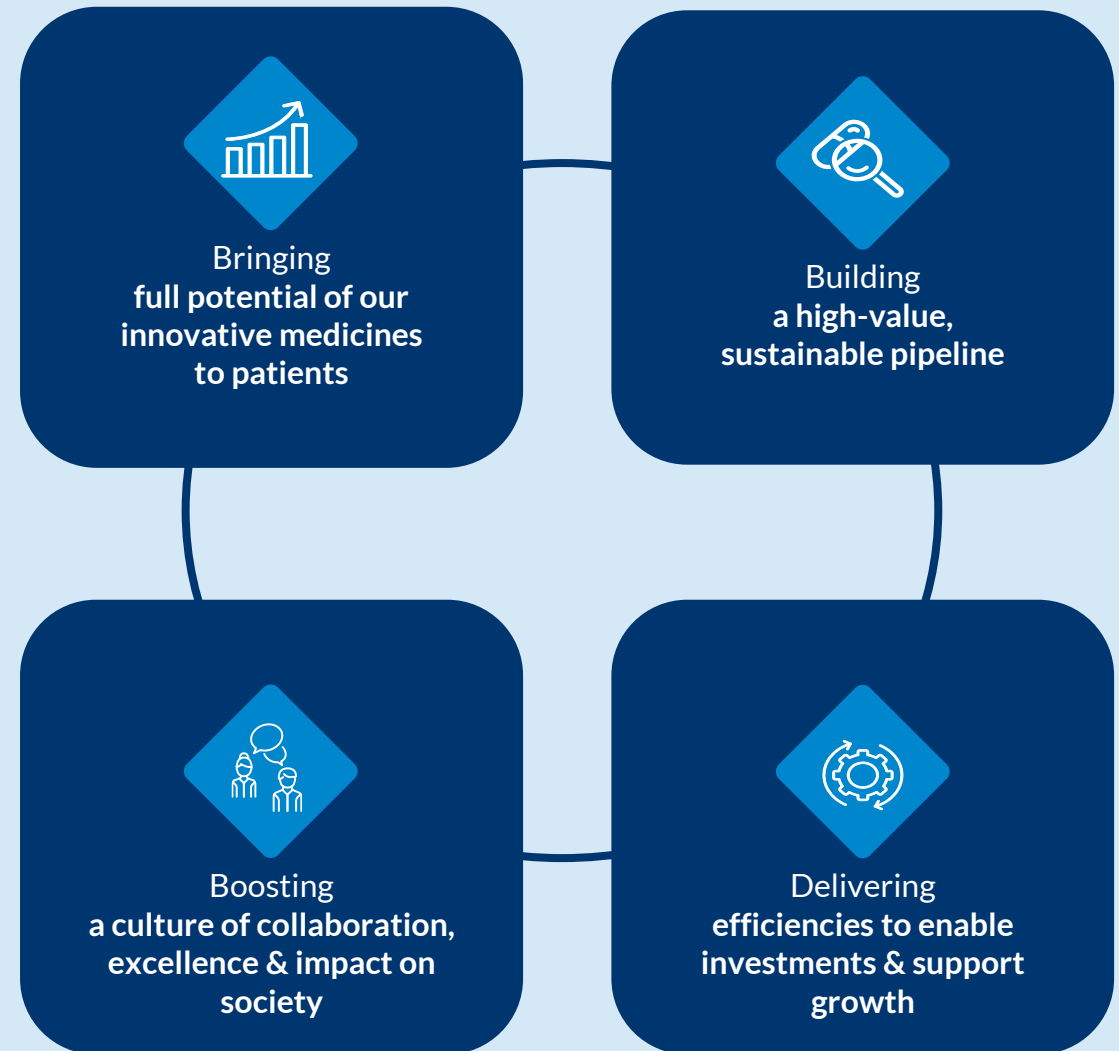 Bringing
full potential of our
innovative medicines
to patients
Building
a high-value,
sustainable pipeline
Boosting
a culture of collaboration,
excellence & impact on
society
Delivering
efficiencies to enable
investments & support
growth